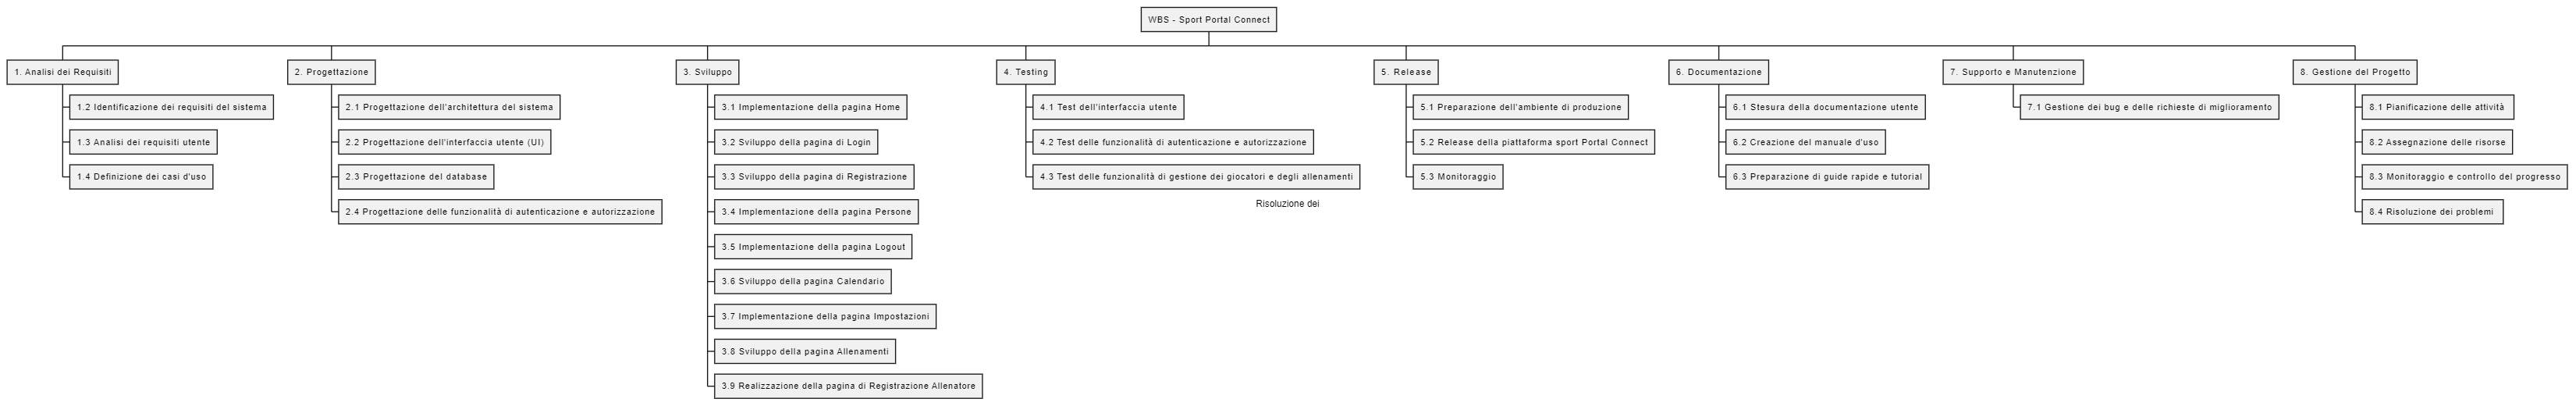 WBS - Sport Portal Connect
1. Analisi dei Requisiti
1.2 Identificazione dei requisiti del sistema
1.3 Analisi dei requisiti utente
1.4 Definizione dei casi d'uso
2. Progettazione
2.1 Progettazione dell'architettura del sistema
2.2 Progettazione dell'interfaccia utente (UI)
2.3 Progettazione del database
2.4 Progettazione delle funzionalità di autenticazione e autorizzazione
3. Sviluppo
3.1 Implementazione della pagina Home
3.2 Sviluppo della pagina di Login
3.3 Sviluppo della pagina di Registrazione
3.4 Implementazione della pagina Persone
3.5 Implementazione della pagina Logout
3.6 Sviluppo della pagina Calendario
3.7 Implementazione della pagina Impostazioni
3.8 Sviluppo della pagina Allenamenti
3.9 Realizzazione della pagina di Registrazione Allenatore
4. Testing
4.1 Test dell'interfaccia utente
4.2 Test delle funzionalità di autenticazione e autorizzazione
4.3 Test delle funzionalità di gestione dei giocatori e degli allenamenti
Risoluzione dei
5. Release
5.1 Preparazione dell'ambiente di produzione
5.2 Release della piattaforma sport Portal Connect
5.3 Monitoraggio
6. Documentazione
6.1 Stesura della documentazione utente
6.2 Creazione del manuale d'uso
6.3 Preparazione di guide rapide e tutorial
7. Supporto e Manutenzione
7.1 Gestione dei bug e delle richieste di miglioramento
8. Gestione del Progetto
8.1 Pianificazione delle attività
8.2 Assegnazione delle risorse
8.3 Monitoraggio e controllo del progresso
8.4 Risoluzione dei problemi